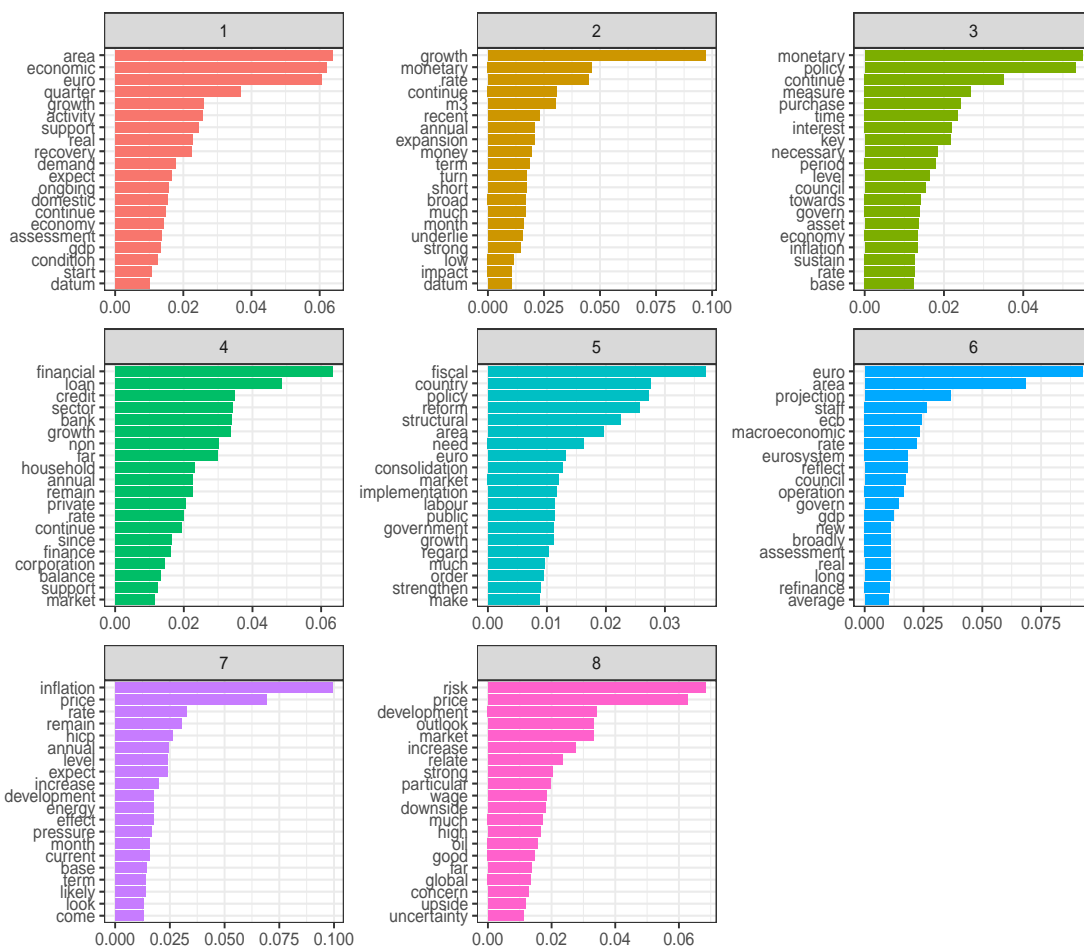 1
area
economic
euro
quarter
growth
activity
support
real
recovery
demand
expect
ongoing
domestic
continue
economy
assessment
gdp
condition
start
datum
0.00 0.02 0.04 0.06
2
growth
monetary
rate
continue
m3
recent
annual
expansion
money
term
turn
short
broad
much
month
underlie
strong
low
impact
datum
0.000 0.025 0.050 0.075 0.100
3
monetary
policy
continue
measure
purchase
time
interest
key
necessary
period
level
council
towards
govern
asset
economy
inflation
sustain
rate
base
0.00 0.02 0.04
4
financial
loan
credit
sector
bank
growth
non
far
household
annual
remain
private
rate
continue
since
finance
corporation
balance
support
market
0.00 0.02 0.04 0.06
5
fiscal
country
policy
reform
structural
area
need
euro
consolidation
market
implementation
labour
public
government
growth
regard
much
order
strengthen
make
0.00 0.01 0.02 0.03
6
euro
area
projection
staff
ecb
macroeconomic
rate
eurosystem
reflect
council
operation
govern
gdp
new
broadly
assessment
real
long
refinance
average
0.000 0.025 0.050 0.075
7
inflation
price
rate
remain
hicp
annual
level
expect
increase
development
energy
effect
pressure
month
current
base
term
likely
look
come
0.000 0.025 0.050 0.075 0.100
8
risk
price
development
outlook
market
increase
relate
strong
particular
wage
downside
much
high
oil
good
far
global
concern
upside
uncertainty
0.00 0.02 0.04 0.06